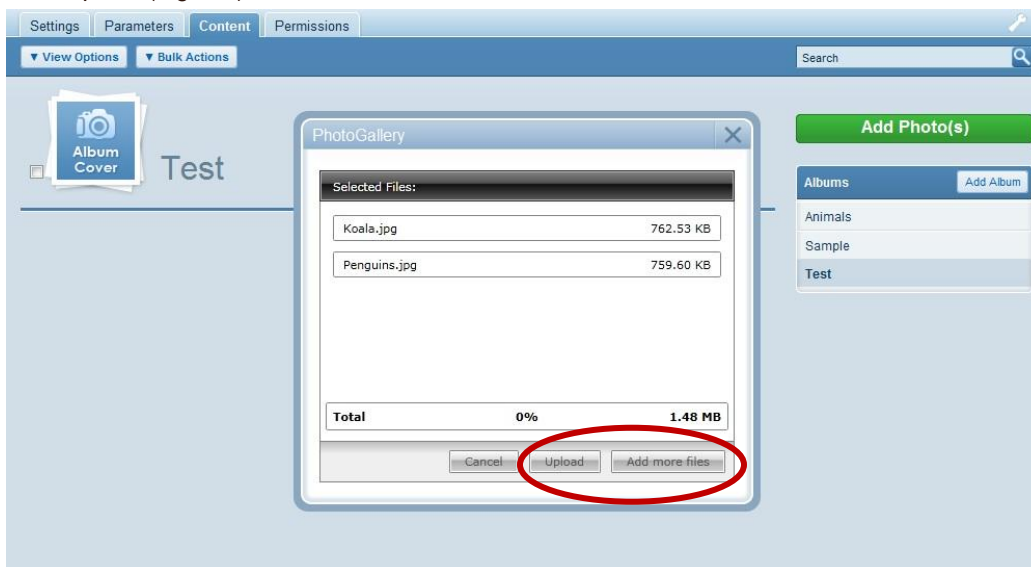 Settings Parameters Content Permissions
▼ View Options ▼ Bulk Actions Search
Album
Cover
Test
PhotoGallery
Selected Files:
Koala.jpg 762.53 KB
Penguins.jpg 759.60 KB
Total 0% 1.48 MB
Cancel Upload Add more files
Add Photo(s)
Albums Add Album
Animals
Sample
Test